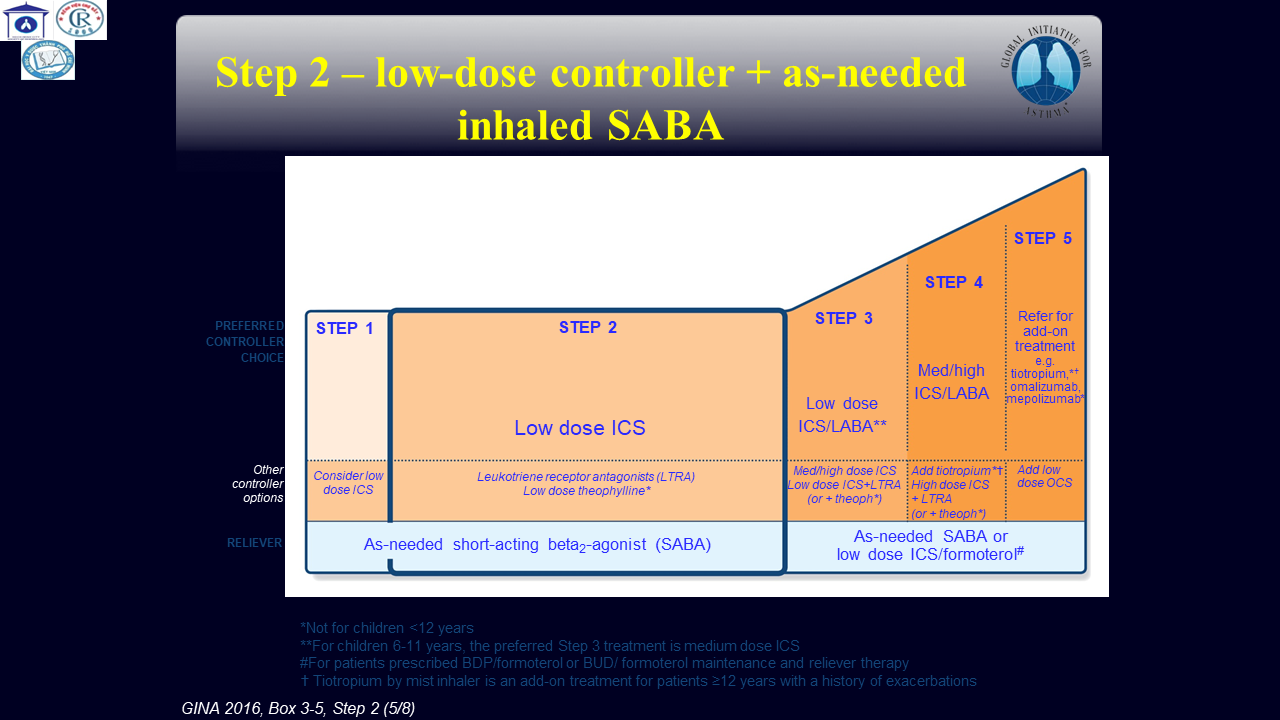 Step 2 – low-dose controller + as-needed
inhaled SABA
GLOBAL INITIATIVE FOR
ASTHMA
PREFERRED
CONTROLLER
CHOICE
STEP 1
STEP 2
Low dose ICS
STEP 3
Low dose
ICS/LABA**
STEP 4
Med/high
ICS/LABA
STEP 5
Refer for
add-on
treatment
e.g.
tiotropium,*†
omalizumab,
mepolizumab*
Other
controller
options
Consider low
dose ICS
Leukotriene receptor antagonists (LTRA)
Low dose theophylline*
Med/high dose ICS
Low dose ICS+LTRA
(or + theoph*)
Add tiotropium*†
High dose ICS
+ LTRA
(or + theoph*)
Add low
dose OCS
RELIEVER
As-needed short-acting beta2-agonist (SABA)
As-needed SABA or
low dose ICS/formoterol#
*Not for children <12 years
**For children 6-11 years, the preferred Step 3 treatment is medium dose ICS
#For patients prescribed BDP/formoterol or BUD/ formoterol maintenance and reliever therapy
† Tiotropium by mist inhaler is an add-on treatment for patients ≥12 years with a history of exacerbations
GINA 2016, Box 3-5, Step 2 (5/8)